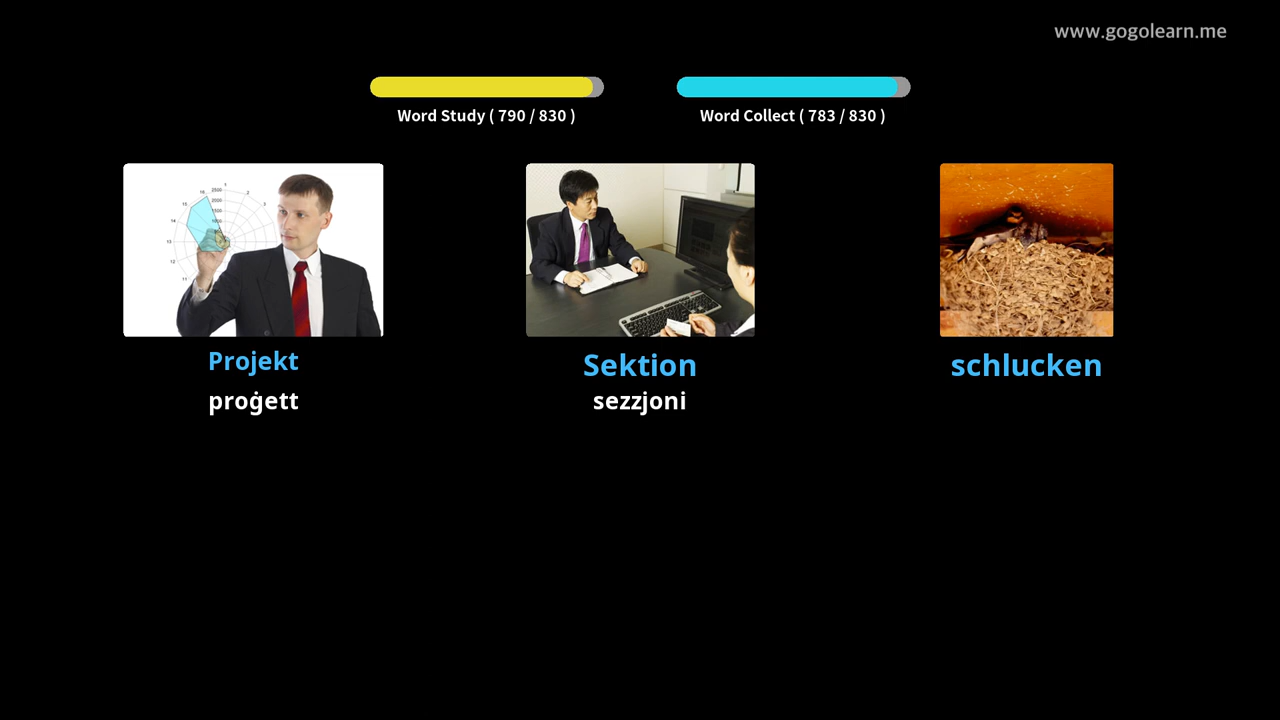 www.gogolearn.me
Word Study ( 790 / 830 )
Word Collect ( 783 / 830 )
Projekt
proġett
Sektion
sezzjoni
schlucken